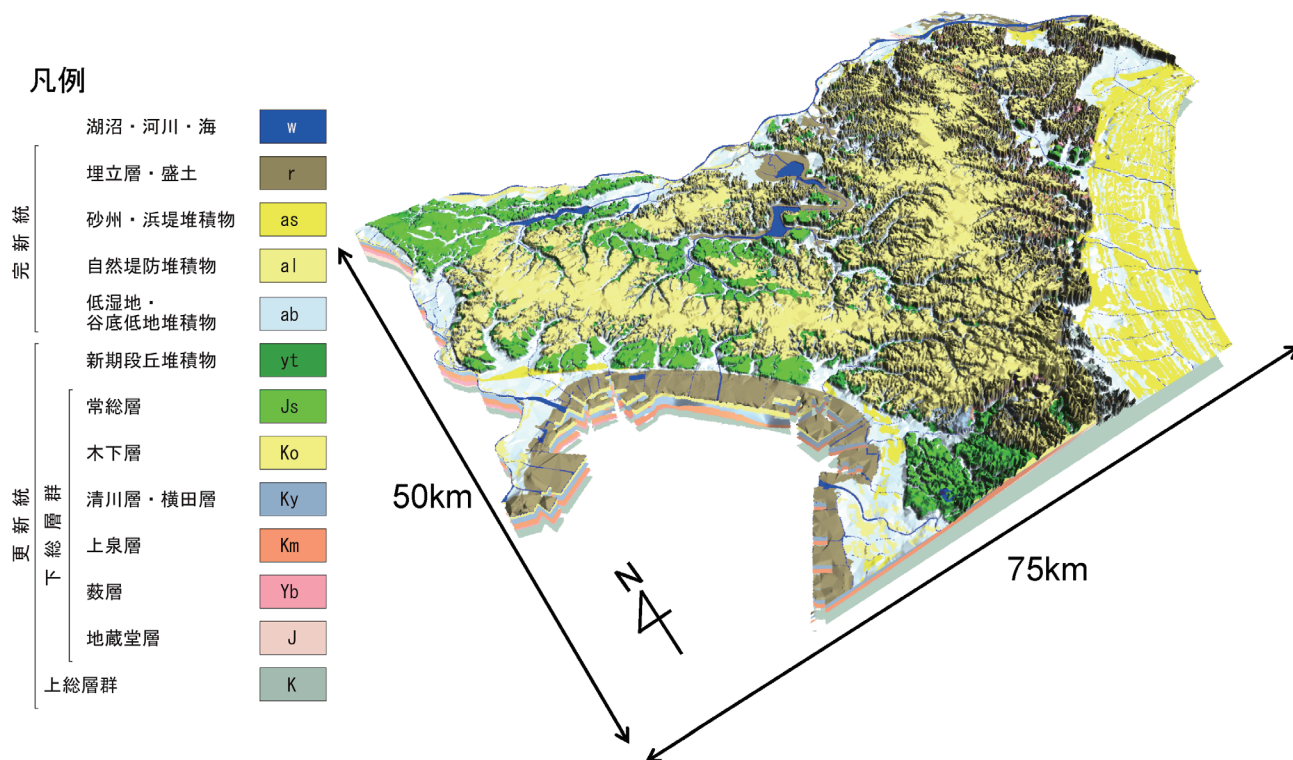 凡例
湖沼・河川・海
w
完新統
埋立層・盛土
r
砂州・浜堤堆積物
as
自然堤防堆積物
al
低湿地・
谷底低地堆積物
ab
更新統
新期段丘堆積物
yt
下総層群
常総層
Js
木下層
Ko
清川層・横田層
Ky
上泉層
Km
薮層
Yb
地蔵堂層
J
上総層群
K
50km
N
75km